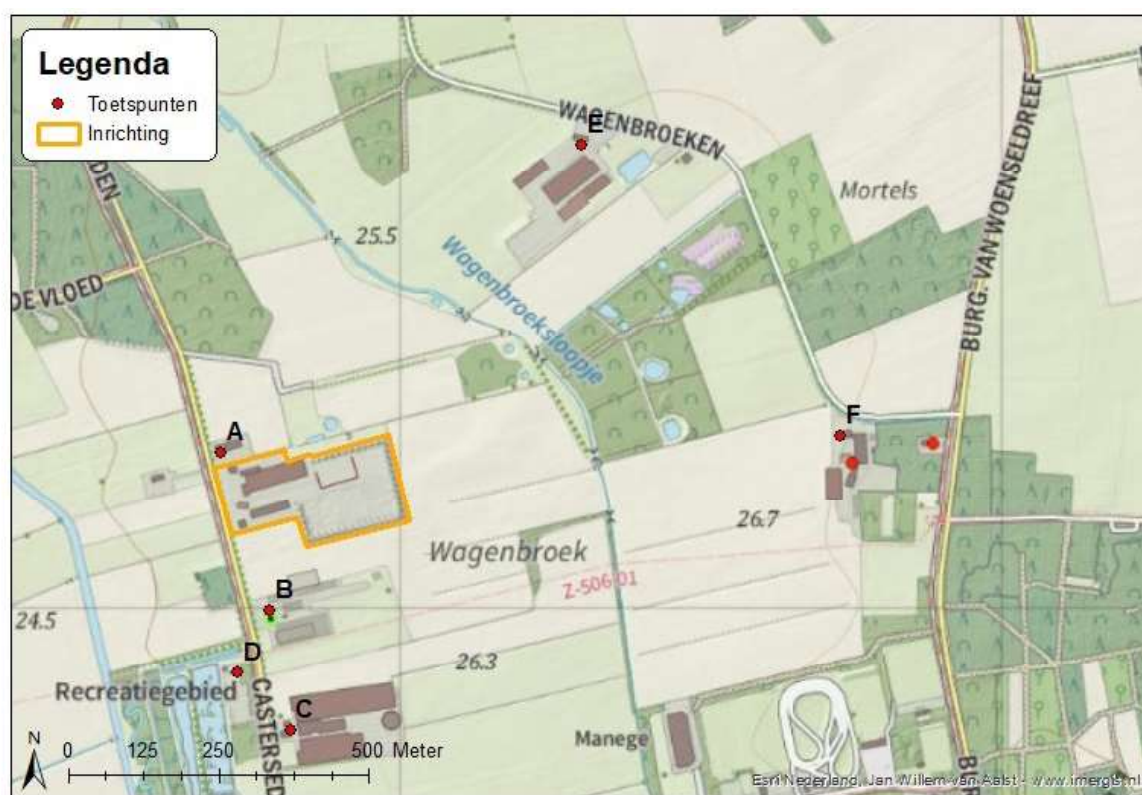 Legenda
Toetspunten
Inrichting
DEN
WAGENBROEKEN
E
Mortels
BURG. VAN WOENSELDREEF
25.5
Wagenbroeksloopje
DE VLOED
A
F
26.7
Wagenbroek
Z-506-01
B
24.5
D
26.3
Recreatiegebied
CASTERSED
C
Manege
N
0 125 250 500 Meter
BUR
Esri Nederland, Jan-Willem van Aalst - www.imergis.nl